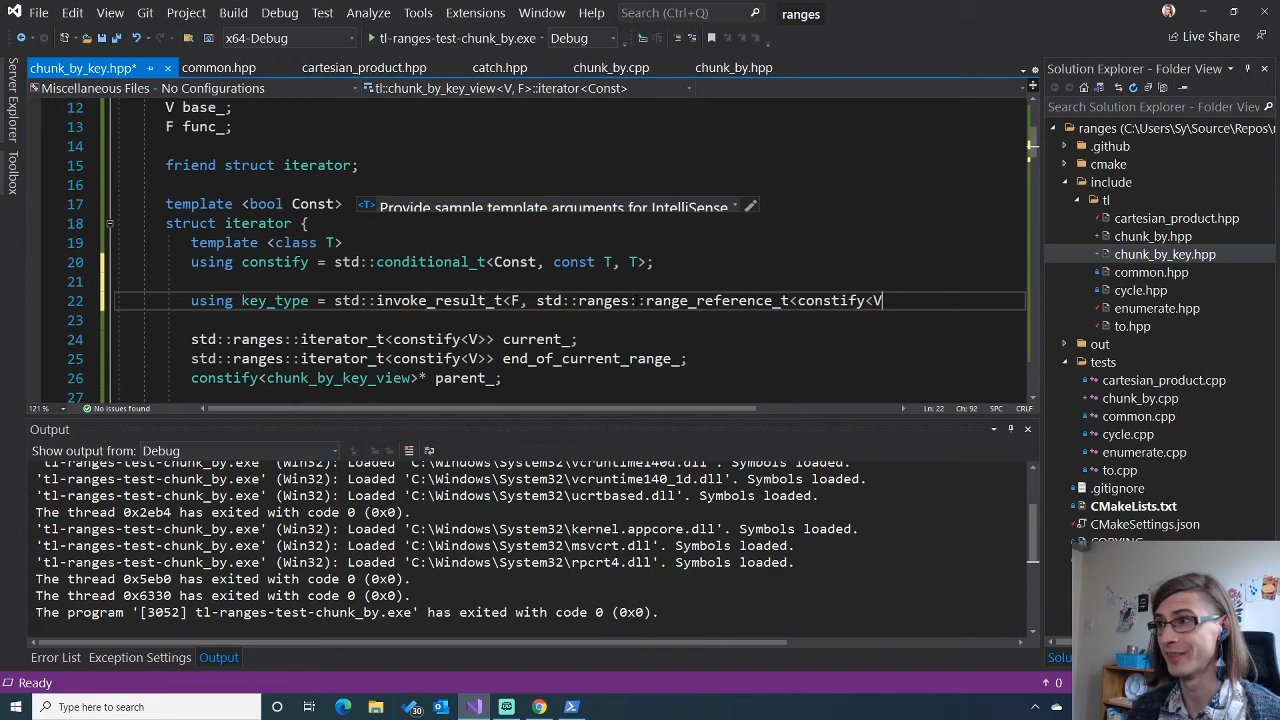 File Edit View Git Project Build Debug Test Analyze Tools Extensions Window Help Search (Ctrl+Q) ranges
x64-Debug tl-ranges-test-chunk_by.exe Debug Live Share
chunk_by_key.hpp* common.hpp cartesian_product.hpp catch.hpp chunk_by.cpp chunk_by.hpp
Miscellaneous Files - No Configurations tl::chunk_by_key_view<V, F>::iterator<Const>
Server Explorer
Toolbox
12 V base_;
13 F func_;
14
15 friend struct iterator;
16
17 template <bool Const> <T> Provide sample template arguments for IntelliSense
18 struct iterator {
19 template <class T>
20 using constify = std::conditional_t<Const, const T, T>;
21
22 using key_type = std::invoke_result_t<F, std::ranges::range_reference_t<constify<V
23
24 std::ranges::iterator_t<constify<V>> current_;
25 std::ranges::iterator_t<constify<V>> end_of_current_range_;
26 constify<chunk_by_key_view>* parent_;
27
121 % No issues found Ln: 22 Ch: 92 SPC CRLF
Output
Show output from: Debug
'tl-ranges-test-chunk_by.exe' (Win32): Loaded 'C:\Windows\System32\vcruntime140d.dll'. Symbols loaded.
'tl-ranges-test-chunk_by.exe' (Win32): Loaded 'C:\Windows\System32\vcruntime140_1d.dll'. Symbols loaded.
'tl-ranges-test-chunk_by.exe' (Win32): Loaded 'C:\Windows\System32\ucrtbased.dll'. Symbols loaded.
The thread 0x2eb4 has exited with code 0 (0x0).
'tl-ranges-test-chunk_by.exe' (Win32): Loaded 'C:\Windows\System32\kernel.appcore.dll'. Symbols loaded.
'tl-ranges-test-chunk_by.exe' (Win32): Loaded 'C:\Windows\System32\msvcrt.dll'. Symbols loaded.
'tl-ranges-test-chunk_by.exe' (Win32): Loaded 'C:\Windows\System32\rpcrt4.dll'. Symbols loaded.
The thread 0x5eb0 has exited with code 0 (0x0).
The thread 0x6330 has exited with code 0 (0x0).
The program '[3052] tl-ranges-test-chunk_by.exe' has exited with code 0 (0x0).
Error List Khronos Analysis Settings Output
Solution Explorer - Folder View
Search Solution Explorer - Folder View
ranges (C:\Users\Sy\Source\Repos\r
.github
cmake
include
tl
cartesian_product.hpp
chunk_by.hpp
chunk_by_key.hpp
common.hpp
cycle.hpp
enumerate.hpp
to.hpp
out
tests
cartesian_product.cpp
chunk_by.cpp
common.cpp
cycle.cpp
enumerate.cpp
to.cpp
.gitignore
CMakeLists.txt
CMakeSettings.json
COPYING
Solu
Ready 0
Type here to search 30